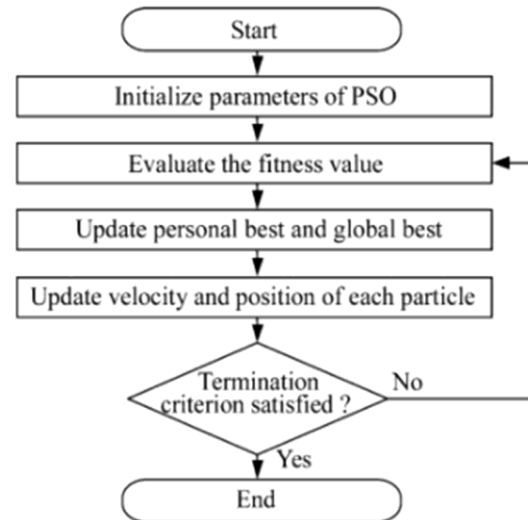 Start
Initialize parameters of PSO
Evaluate the fitness value
Update personal best and global best
Update velocity and position of each particle
Termination
criterion satisfied ?
No
Yes
End